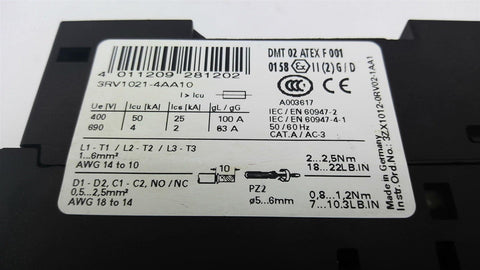 4 011209 281202
3RV1021-4AA10
I > Icu
DMT 02 ATEX F 001
0158 Ex II (2) G / D
CCC
A003617
IEC / EN 60947-2
IEC / EN 60947-4-1
50 / 60 Hz
CAT. A / AC-3
Ue (V) Icu (kA) Ics (kA) gL / gG
400 50 25 100 A
690 4 2 63 A
L1 - T1 / L2 - T2 / L3 - T3
1...6mm²
AWG 14 to 10
2...2,5Nm
18...22LB.IN
D1 - D2, C1 - C2, NO / NC
0,5...2,5mm²
AWG 18 to 14
10
PZ2
ø5...6mm
0,8...1,2Nm
7...10.3LB.IN
Made in Germany
Instr. Ord.No.: 3ZX1012-0RV02-1AA1